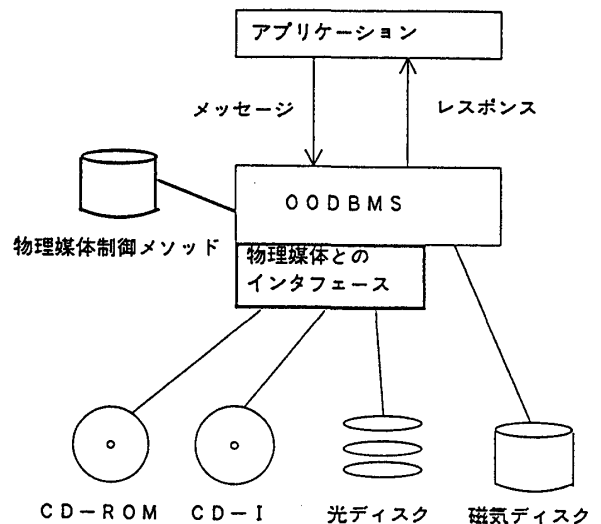 アプリケーション
メッセージ
レスポンス
OODBMS
物理媒体制御メソッド
物理媒体との
インタフェース
CD-ROM
CD-I
光ディスク
磁気ディスク